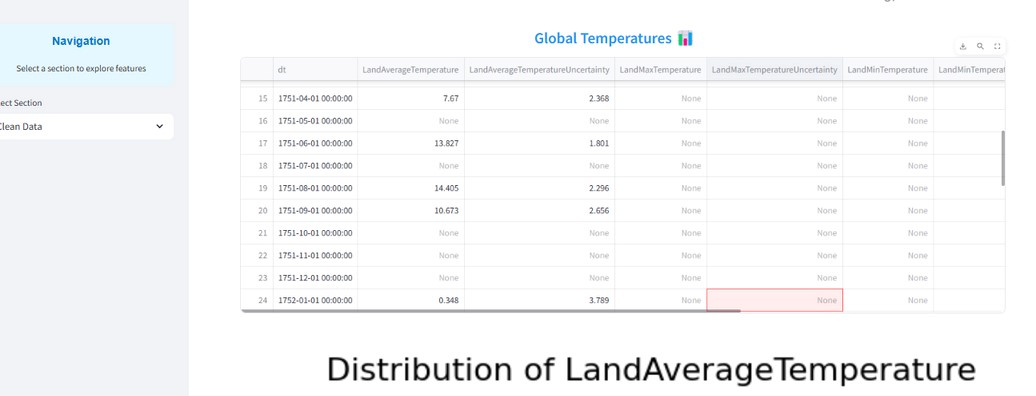 Navigation
Select a section to explore features
ect Section
Clean Data
Global Temperatures
dt LandAverageTemperature LandAverageTemperatureUncertainty LandMaxTemperature LandMaxTemperatureUncertainty LandMinTemperature LandMinTemperat
15 1751-04-01 00:00:00 7.67 2.368 None None None
16 1751-05-01 00:00:00 None None None None None
17 1751-06-01 00:00:00 13.827 1.801 None None None
18 1751-07-01 00:00:00 None None None None None
19 1751-08-01 00:00:00 14.405 2.296 None None None
20 1751-09-01 00:00:00 10.673 2.656 None None None
21 1751-10-01 00:00:00 None None None None None
22 1751-11-01 00:00:00 None None None None None
23 1751-12-01 00:00:00 None None None None None
24 1752-01-01 00:00:00 0.348 3.789 None None None
Distribution of LandAverageTemperature